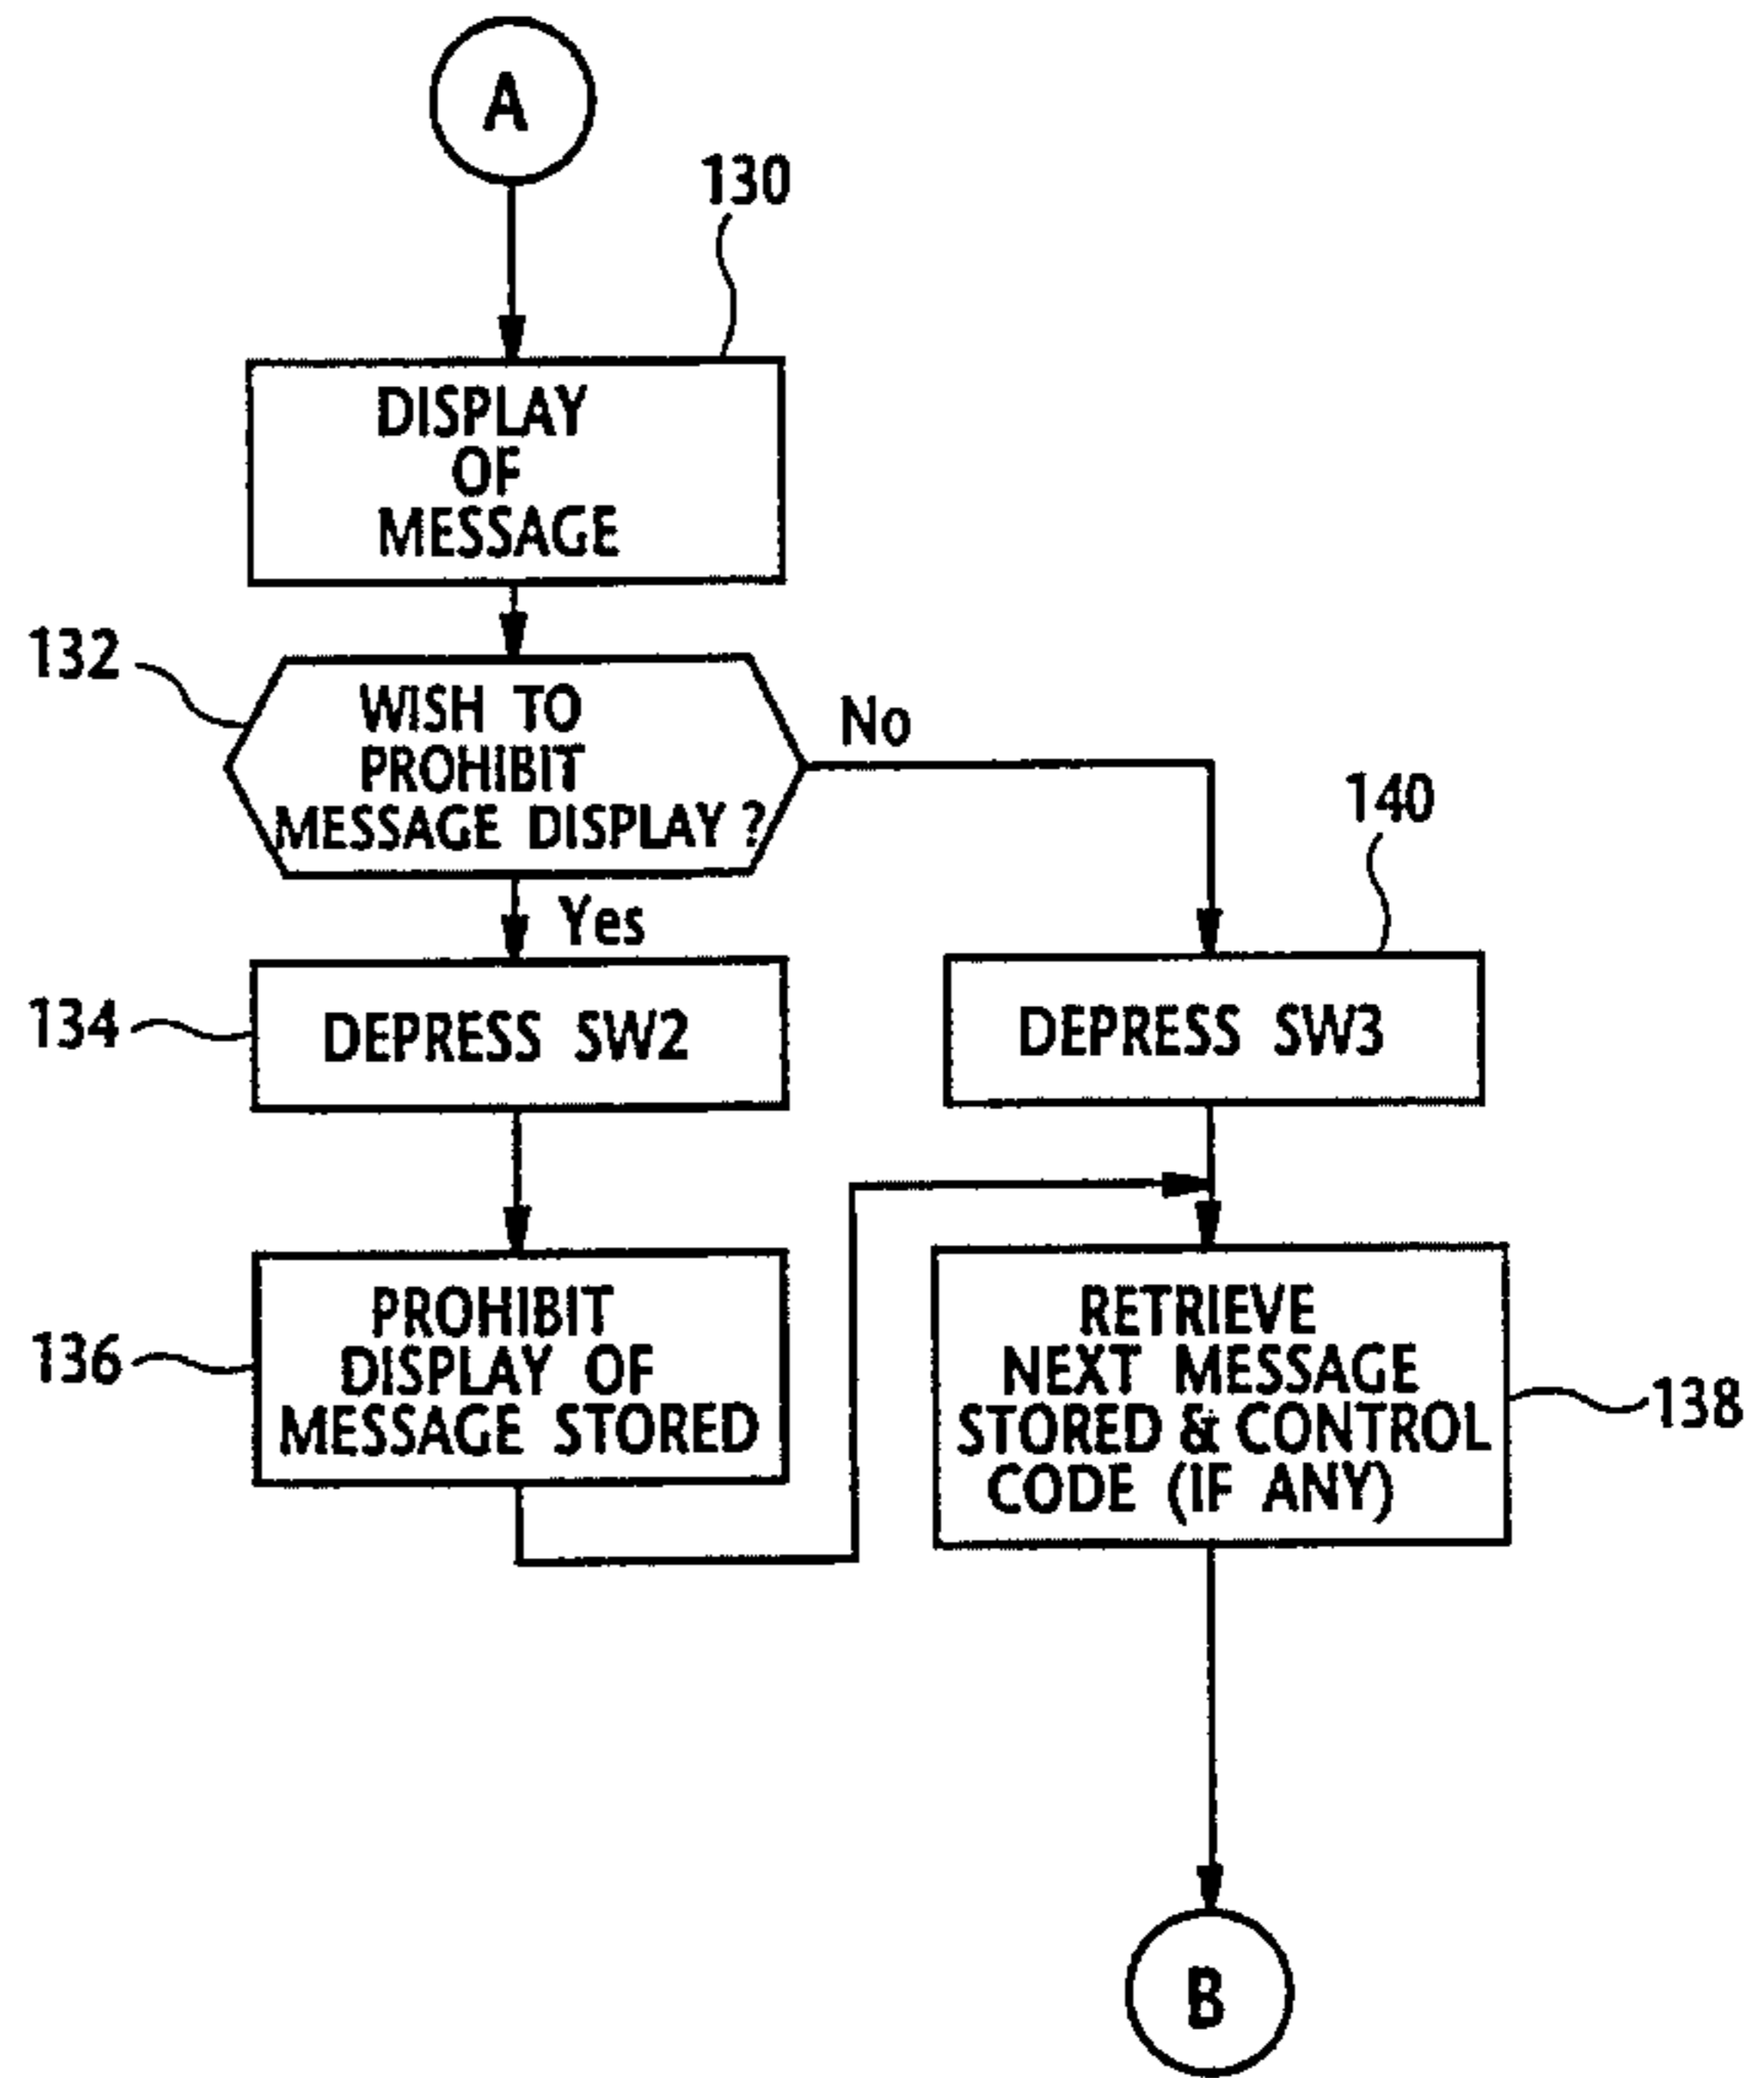 A
130
DISPLAY
OF
MESSAGE
132
WISH TO
PROHIBIT
MESSAGE DISPLAY ?
No
Yes
140
134
DEPRESS SW2
DEPRESS SW3
136
PROHIBIT
DISPLAY OF
MESSAGE STORED
RETRIEVE
NEXT MESSAGE
STORED & CONTROL
CODE (IF ANY)
138
B